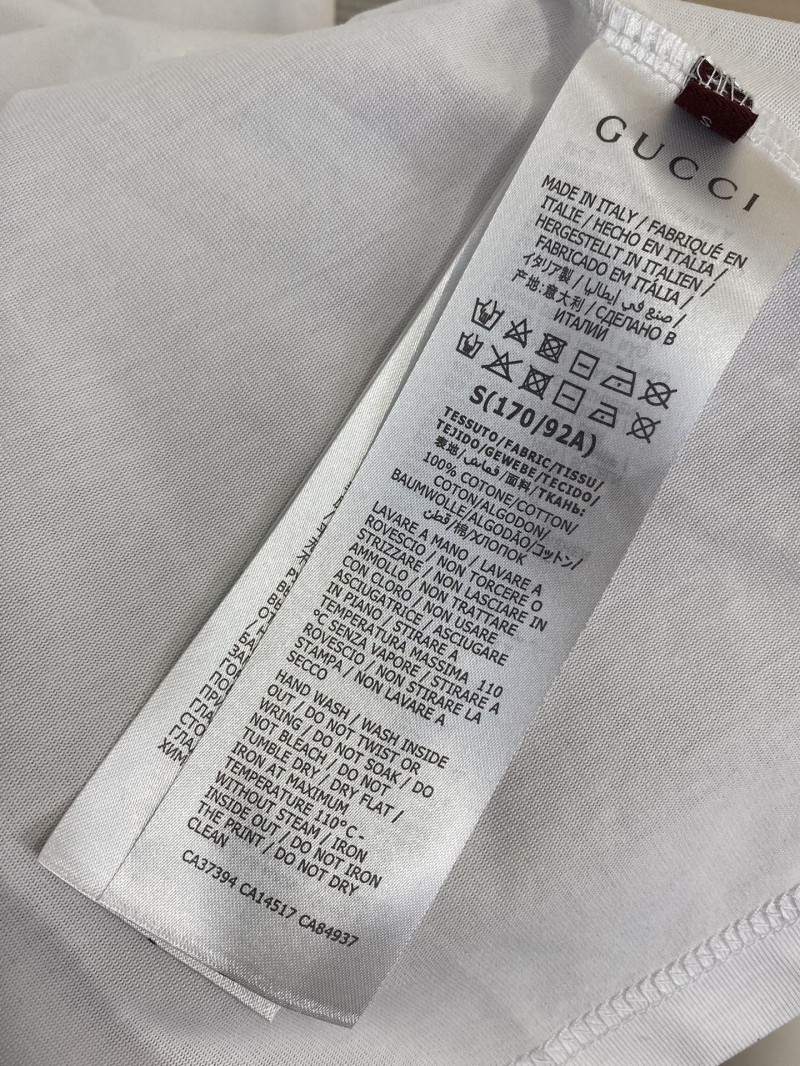 S
GUCCI
MADE IN ITALY / FABRIQUÉ EN
ITALIE / HECHO EN ITALIA /
HERGESTELLT IN ITALIEN /
FABRICADO EM ITÁLIA /
イタリア製 / صنع في إيطاليا /
产地:意大利 / СДЕЛАНО В
ИТАЛИИ
S(170/92A)
TESSUTO/FABRIC/TISSU/
TEJIDO/GEWEBE/TECIDO/
表地/قماش/面料/ТКАНЬ:
100% COTONE/COTTON/
COTON/ALGODON/
BAUMWOLLE/ALGODÃO/コットン/
قطن/棉/ХЛОПОК
LAVARE A MANO / LAVARE A
ROVESCIO / NON TORCERE O
STRIZZARE / NON LASCIARE IN
AMMOLLO / NON TRATTARE
CON CLORO / NON USARE
ASCIUGATRICE / ASCIUGARE
IN PIANO / STIRARE A
TEMPERATURA MASSIMA 110
°C SENZA VAPORE / STIRARE A
ROVESCIO / NON STIRARE LA
STAMPA / NON LAVARE A
SECCO
HAND WASH / WASH INSIDE
OUT / DO NOT TWIST OR
WRING / DO NOT SOAK / DO
NOT BLEACH / DO NOT
TUMBLE DRY / DRY FLAT /
IRON AT MAXIMUM
TEMPERATURE 110°C -
WITHOUT STEAM / IRON
INSIDE OUT / DO NOT IRON
THE PRINT / DO NOT DRY
CLEAN
CA37394 CA14517 CA84937